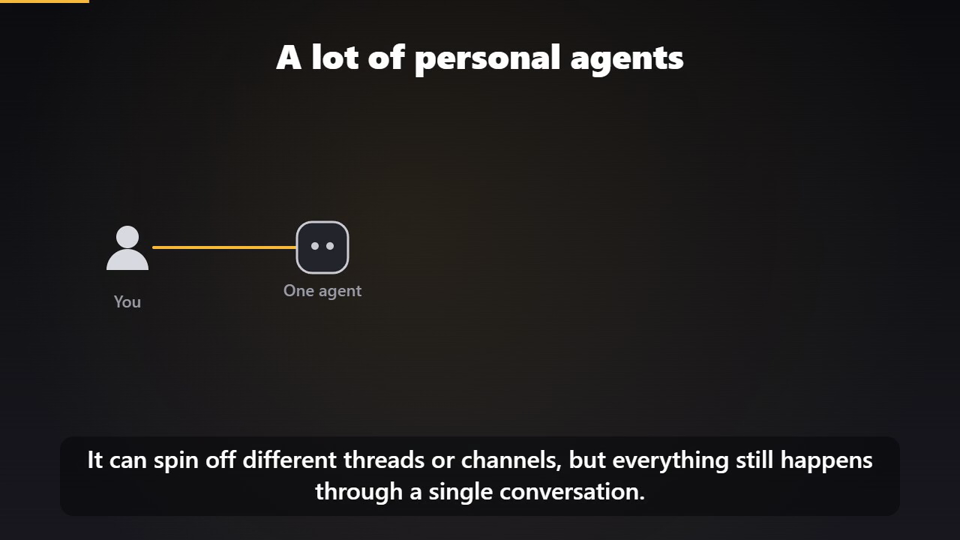 A lot of personal agents
You
One agent
It can spin off different threads or channels, but everything still happens
through a single conversation.